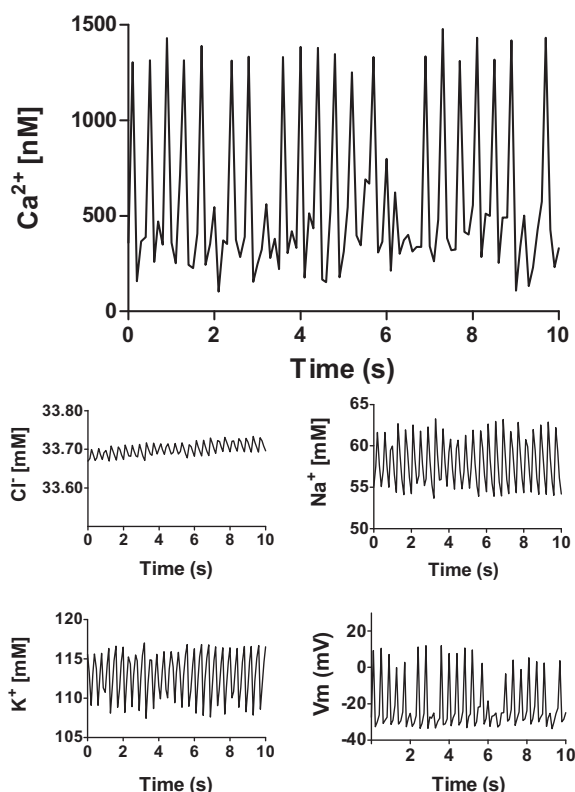 1500
1000
500
0
Ca²⁺ [nM]
0 2 4 6 8 10
Time (s)
33.80
33.70
33.60
Cl⁻ [mM]
0 2 4 6 8 10
Time (s)
65
60
55
50
Na⁺ [mM]
0 2 4 6 8 10
Time (s)
120
115
110
105
K⁺ [mM]
0 2 4 6 8 10
Time (s)
20
0
-20
-40
Vm (mV)
0 2 4 6 8 10
Time (s)